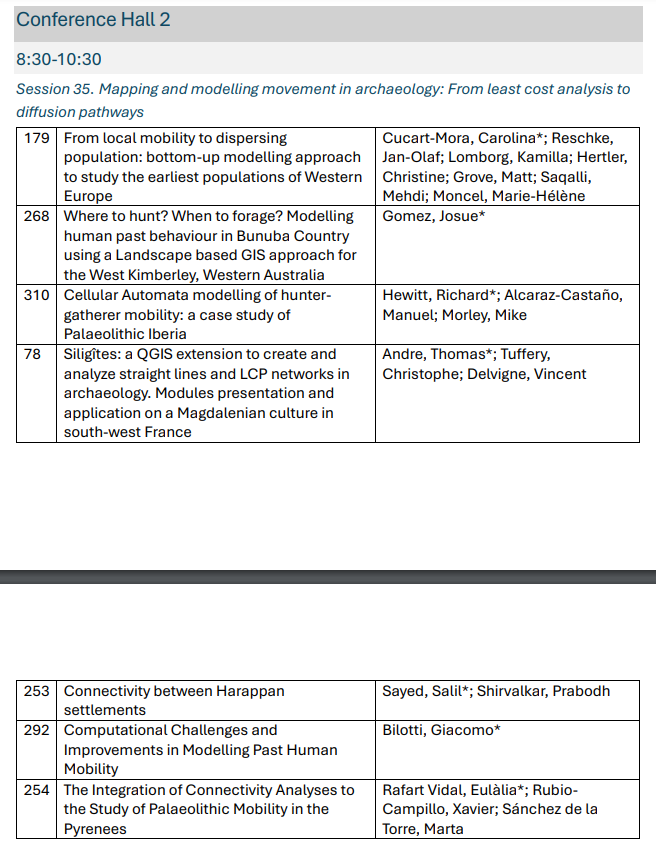 Conference Hall 2
8:30-10:30
Session 35. Mapping and modelling movement in archaeology: From least cost analysis to
diffusion pathways
179
From local mobility to dispersing
population: bottom-up modelling approach
to study the earliest populations of Western
Europe
Cucart-Mora, Carolina*; Reschke,
Jan-Olaf; Lomborg, Kamilla; Hertler,
Christine; Grove, Matt; Saqalli,
Mehdi; Moncel, Marie-Hélène
268
Where to hunt? When to forage? Modelling
human past behaviour in Bunuba Country
using a Landscape based GIS approach for
the West Kimberley, Western Australia
Gomez, Josue*
310
Cellular Automata modelling of hunter-
gatherer mobility: a case study of
Palaeolithic Iberia
Hewitt, Richard*; Alcaraz-Castaño,
Manuel; Morley, Mike
78
Siligîtes: a QGIS extension to create and
analyze straight lines and LCP networks in
archaeology. Modules presentation and
application on a Magdalenian culture in
south-west France
Andre, Thomas*; Tuffery,
Christophe; Delvigne, Vincent
253
Connectivity between Harappan
settlements
Sayed, Salil*; Shirvalkar, Prabodh
292
Computational Challenges and
Improvements in Modelling Past Human
Mobility
Bilotti, Giacomo*
254
The Integration of Connectivity Analyses to
the Study of Palaeolithic Mobility in the
Pyrenees
Rafart Vidal, Eulàlia*; Rubio-
Campillo, Xavier; Sánchez de la
Torre, Marta